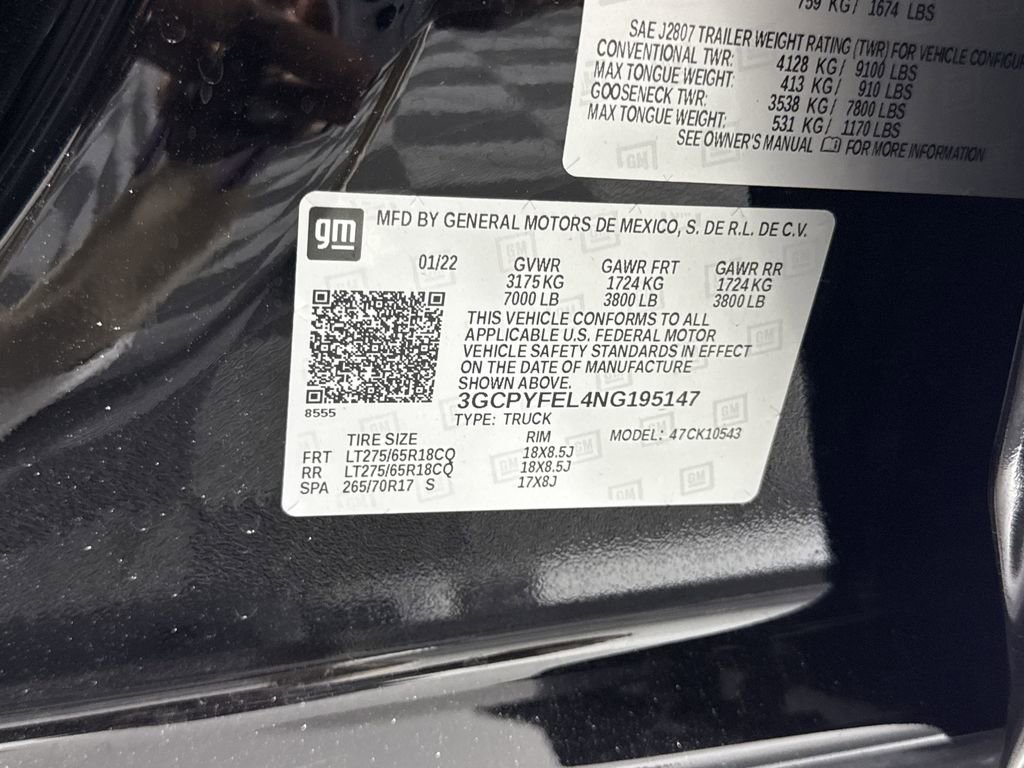 759 KG/ 1674 LBS
SAE J2807 TRAILER WEIGHT RATING (TWR) FOR VEHICLE
CONVENTIONAL TWR: 4128 KG/ 9100 LBS
MAX TONGUE WEIGHT: 413 KG/ 910 LBS
GOOSENECK TWR: 3538 KG/ 7800 LBS
MAX TONGUE WEIGHT: 531 KG/ 1170 LBS
SEE OWNER'S MANUAL FOR MORE INFORMATION
gm MFD BY GENERAL MOTORS DE MEXICO, S. DE R.L. DE C.V.
01/22 GVWR GAWR FRT GAWR RR
3175 KG 1724 KG 1724 KG
7000 LB 3800 LB 3800 LB
THIS VEHICLE CONFORMS TO ALL
APPLICABLE U.S. FEDERAL MOTOR
VEHICLE SAFETY STANDARDS IN EFFECT
ON THE DATE OF MANUFACTURE
SHOWN ABOVE.
3GCPYFEL4NG195147
8555
TYPE: TRUCK
TIRE SIZE RIM MODEL: 47CK10543
FRT LT275/65R18CQ 18X8.5J
RR LT275/65R18CQ 18X8.5J
SPA 265/70R17 S 17X8J